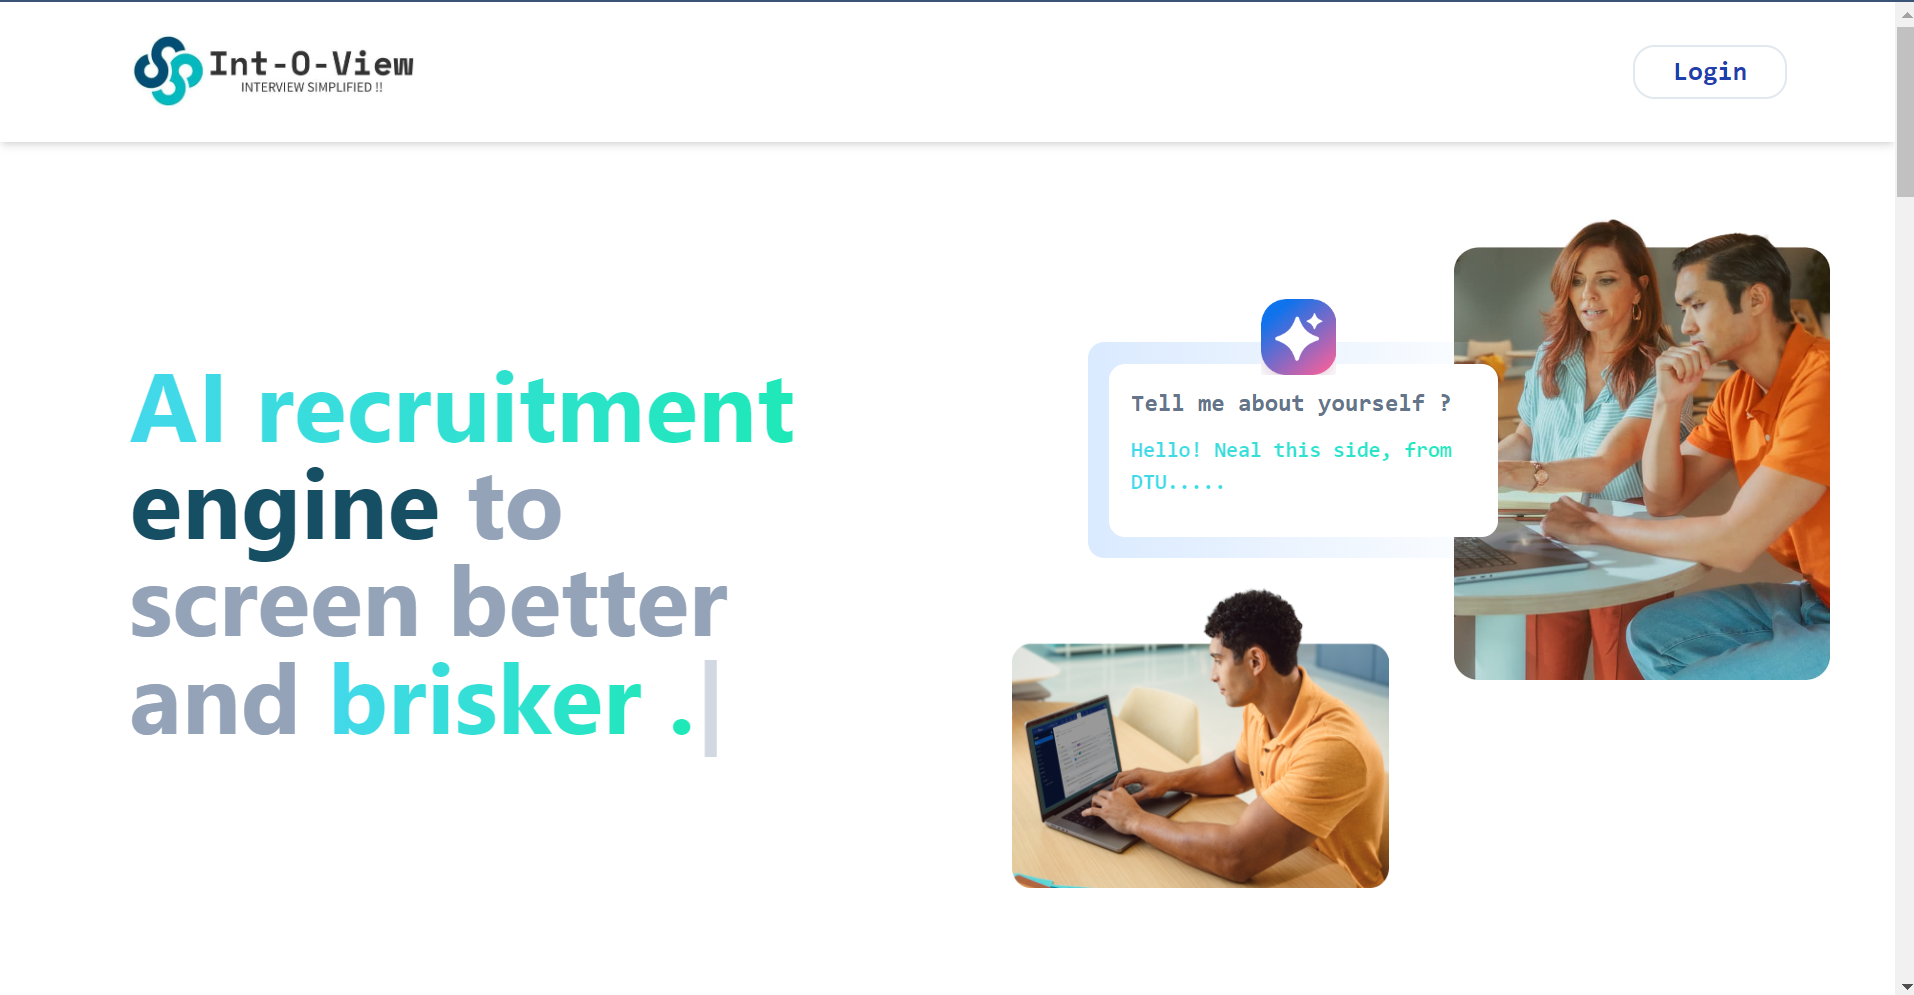 Int-O-View
INTERVIEW SIMPLIFIED !!
Login
AI recruitment
engine to
screen better
and brisker .
Tell me about yourself ?
Hello! Neal this side, from
DTU.....